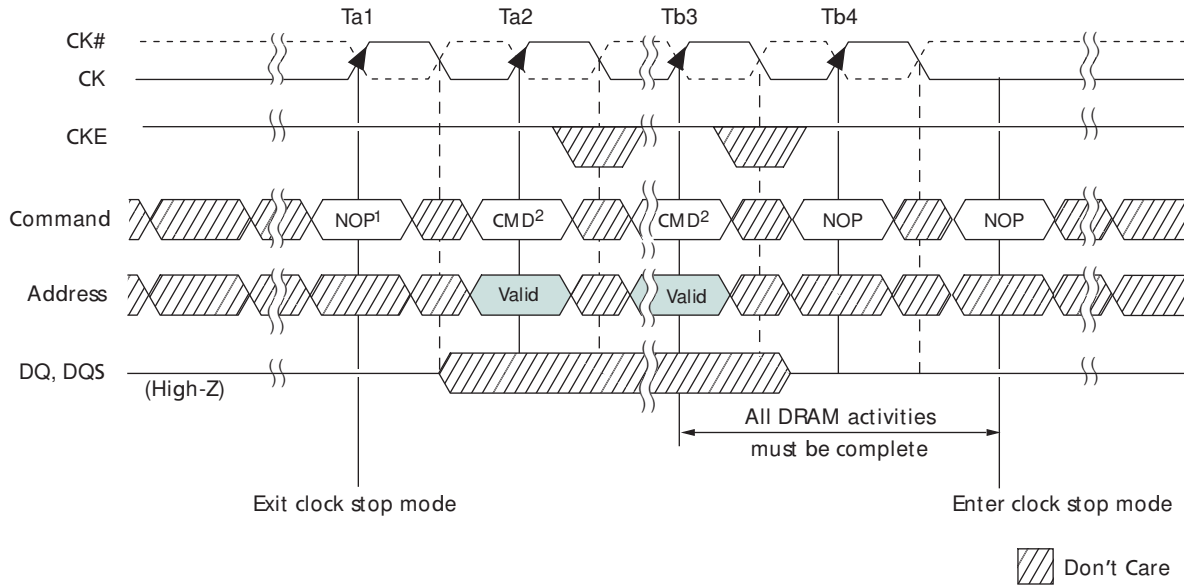 Ta1 Ta2 Tb3 Tb4
CK#
CK
CKE
Command NOP¹ CMD² CMD² NOP NOP
Address Valid Valid
DQ, DQS
(High-Z)
All DRAM activities
must be complete
Exit clock stop mode Enter clock stop mode
Don't Care